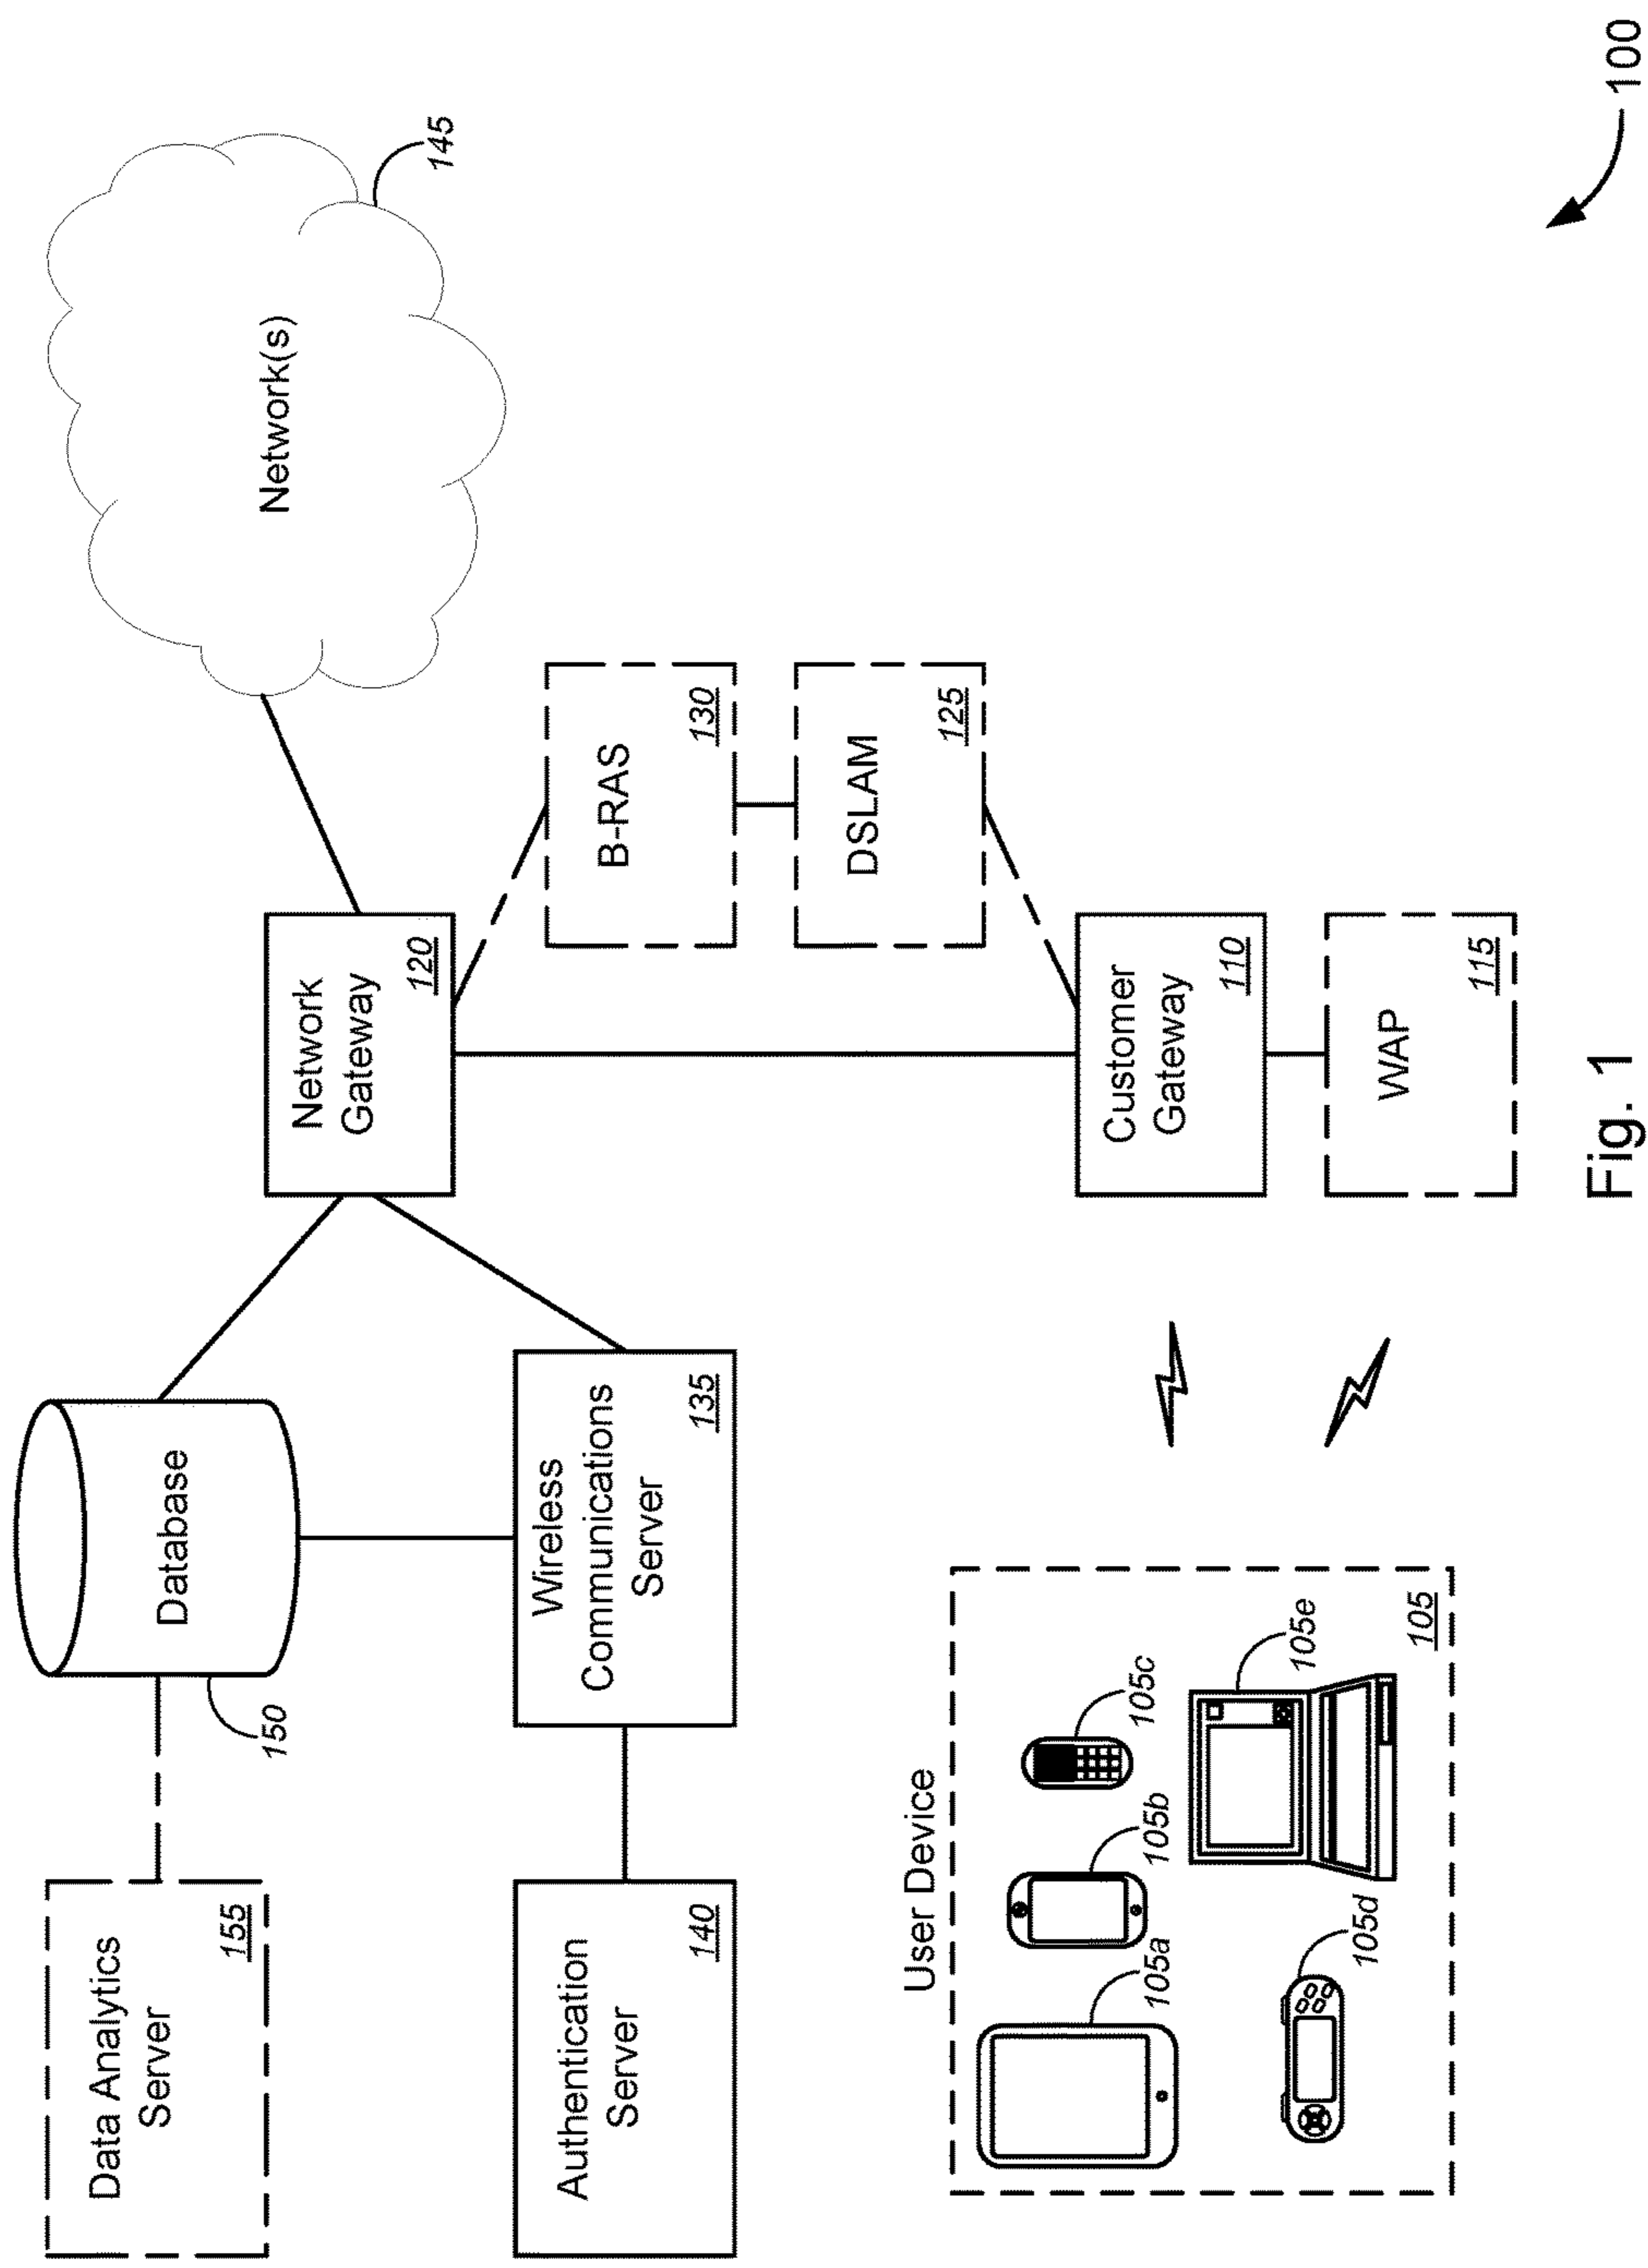 Data Analytics
Server
155
150
Database
Network
Gateway
120
Network(s)
145
Authentication
Server
140
Wireless
Communications
Server
135
B-RAS
130
DSLAM
125
User Device
105a
105b
105c
105d
105e
105
Customer
Gateway
110
WAP
115
100
Fig. 1